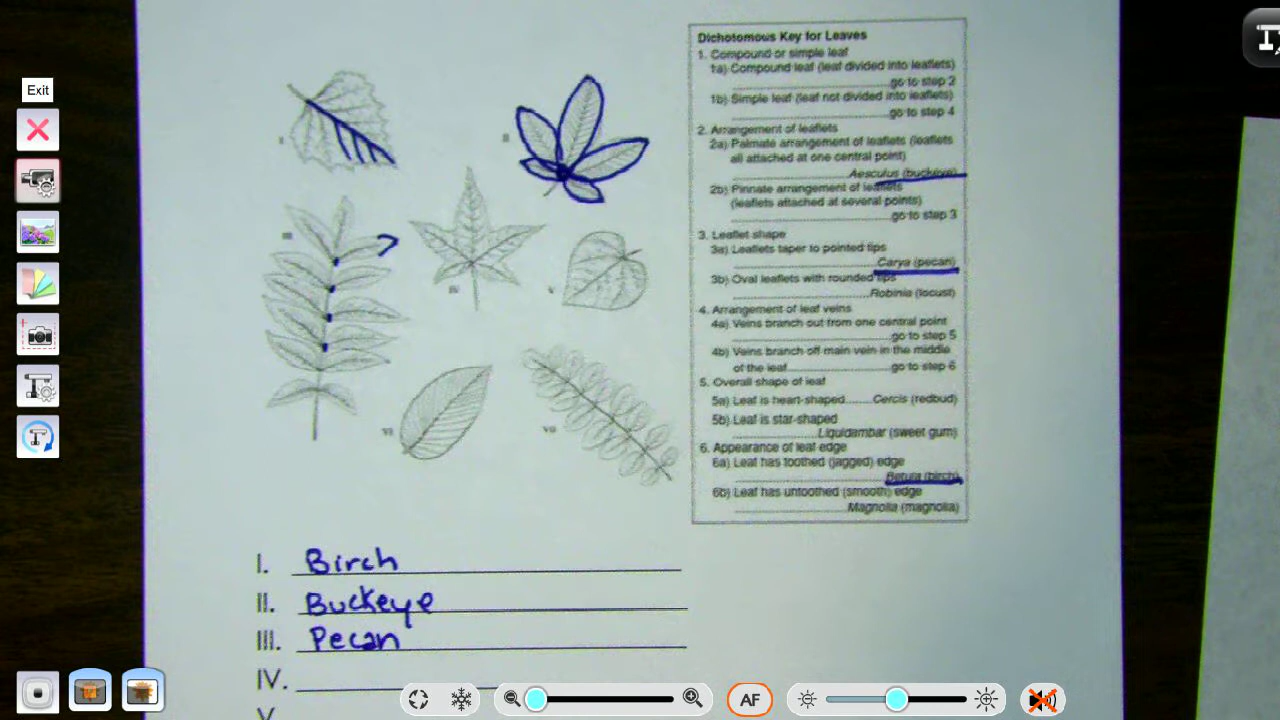 Exit
Dichotomous Key for Leaves
1. Compound or simple leaf
1a) Compound leaf (leaf divided into leaflets)
go to step 2
1b) Simple leaf (leaf not divided into leaflets)
go to step 4
2. Arrangement of leaflets
2a) Palmate arrangement of leaflets (leaflets
all attached at one central point)
Aesculus (buckeye)
2b) Pinnate arrangement of leaflets
(leaflets attached at several points)
go to step 3
3. Leaflet shape
3a) Leaflets taper to pointed tips
Carya (pecan)
3b) Oval leaflets with rounded tips
Robinia (locust)
4. Arrangement of leaf veins
4a) Veins branch out from one central point
go to step 5
4b) Veins branch off main vein in the middle
of the leaf go to step 6
5. Overall shape of leaf
5a) Leaf is heart-shaped Cercis (redbud)
5b) Leaf is star-shaped
Liquidambar (sweet gum)
6. Appearance of leaf edge
6a) Leaf has toothed (jagged) edge
Betula (birch)
6b) Leaf has untoothed (smooth) edge
Magnolia (magnolia)
I
II
III
IV
V
VI
VII
I. Birch
II. Buckeye
III. Pecan
IV.
V
AF